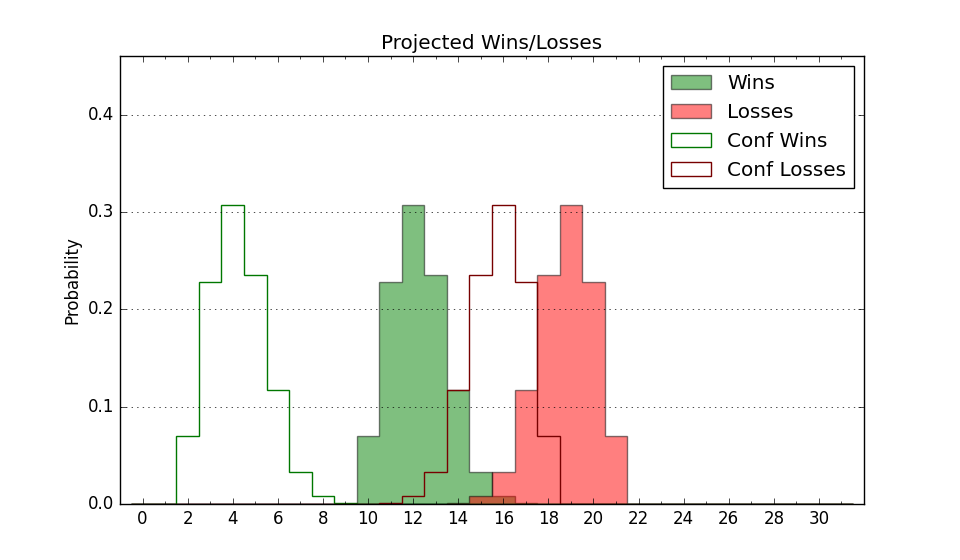 Projected Wins/Losses
Wins
Losses
Conf Wins
Conf Losses
Probability
0.4
0.3
0.2
0.1
0.0
0 2 4 6 8 10 12 14 16 18 20 22 24 26 28 30